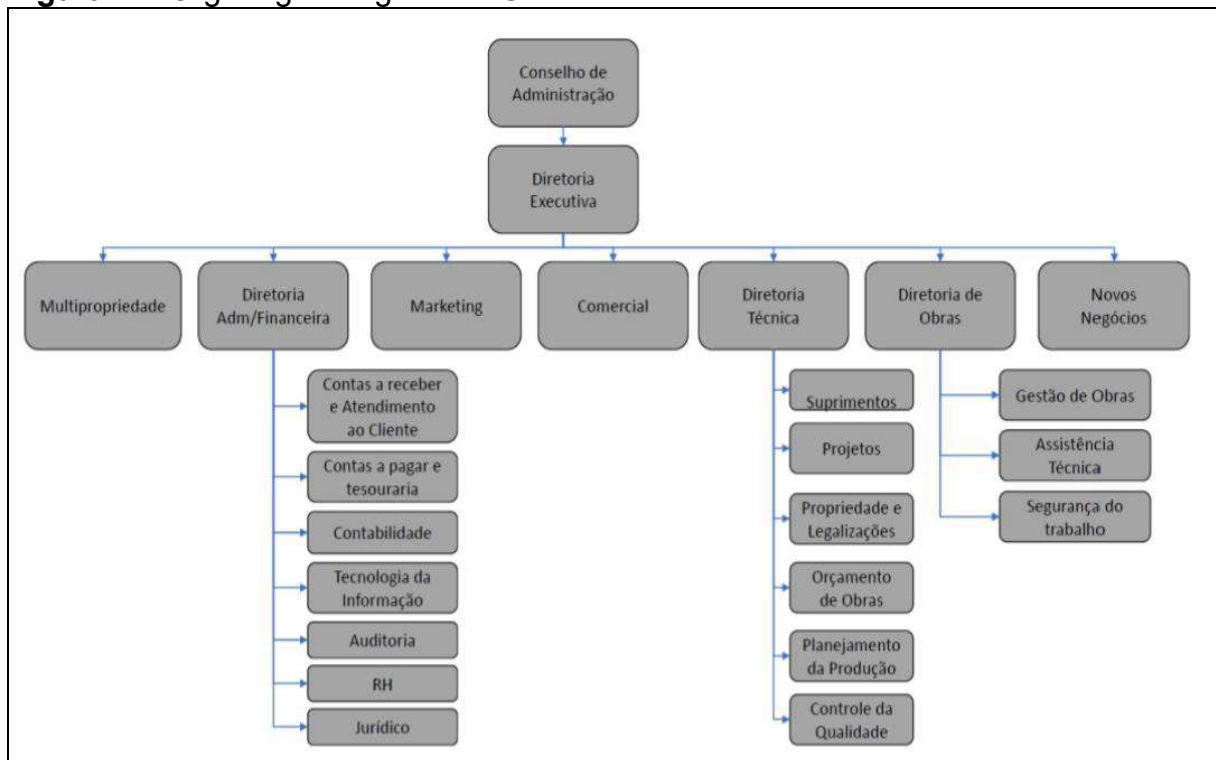 Conselho de
Administração
Diretoria
Executiva
Multipropriedade
Diretoria
Adm/Financeira
Marketing
Comercial
Diretoria
Técnica
Diretoria de
Obras
Novos
Negócios
Contas a receber
e Atendimento
ao Cliente
Contas a pagar e
tesouraria
Contabilidade
Tecnologia da
Informação
Auditoria
RH
Jurídico
Suprimentos
Projetos
Propriedade e
Legalizações
Orçamento
de Obras
Planejamento
da Produção
Controle da
Qualidade
Gestão de Obras
Assistência
Técnica
Segurança do
trabalho